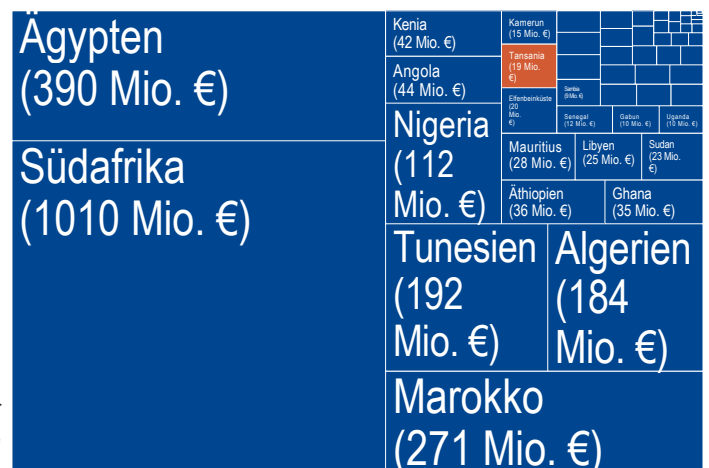 Ägypten
(390 Mio. €)
Südafrika
(1010 Mio. €)
Kenia
(42 Mio. €)
Angola
(44 Mio. €)
Nigeria
(112
Mio. €)
Kamerun
(15 Mio. €)
Tansania
(19 Mio.
€)
Elfenbeinküste
(20
Mio.
€)
Sambia
(9 Mio. €)
Senegal
(12 Mio. €)
Gabun
(10 Mio. €)
Uganda
(10 Mio. €)
Mauritius
(28 Mio. €)
Libyen
(25 Mio. €)
Sudan
(23 Mio.
€)
Äthiopien
(36 Mio. €)
Ghana
(35 Mio. €)
Tunesien
(192
Mio. €)
Algerien
(184
Mio. €)
Marokko
(271 Mio. €)